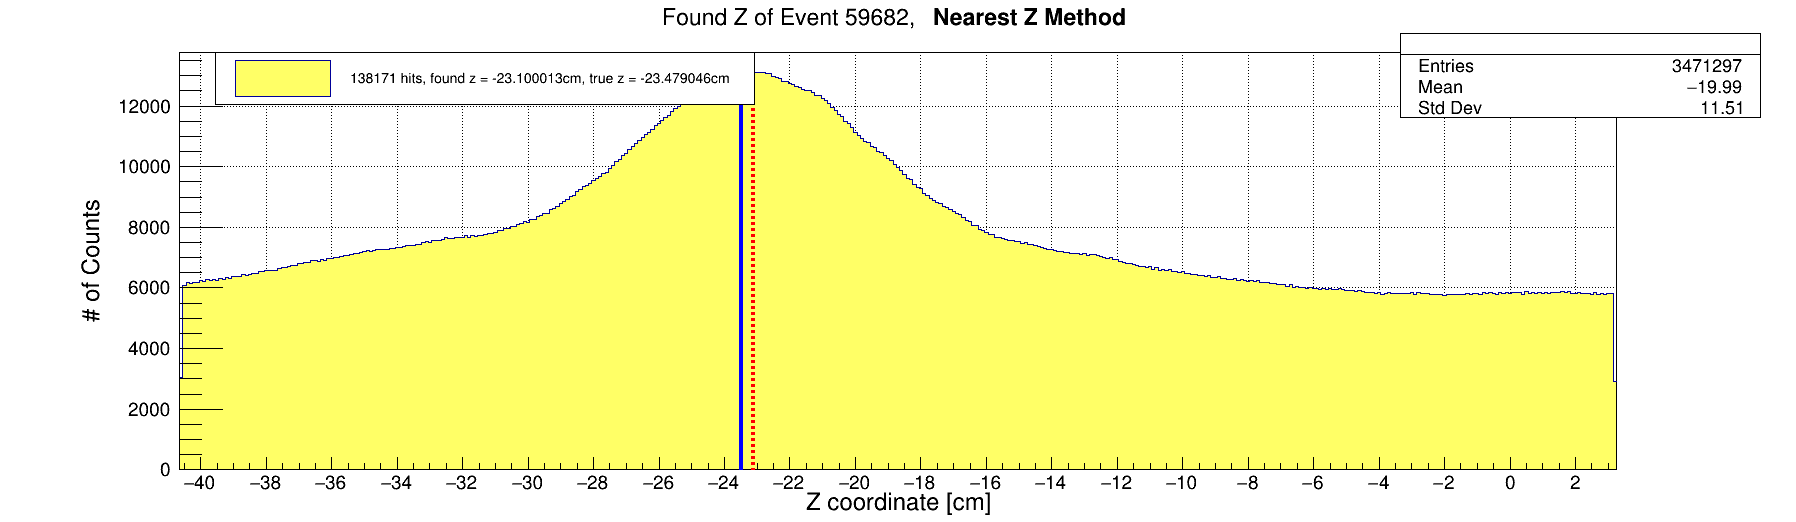 Found Z of Event 59682, Nearest Z Method
138171 hits, found z = -23.100013cm, true z = -23.479046cm
Entries 3471297
Mean −19.99
Std Dev 11.51
# of Counts
12000
10000
8000
6000
4000
2000
0
−40 −38 −36 −34 −32 −30 −28 −26 −24 −22 −20 −18 −16 −14 −12 −10 −8 −6 −4 −2 0 2
Z coordinate [cm]